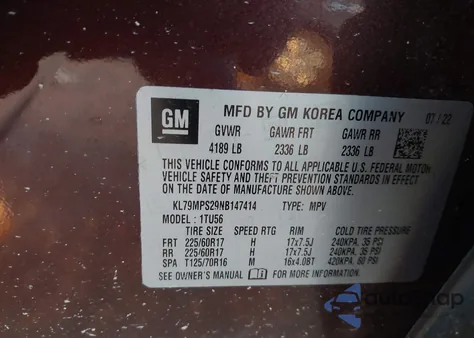 GM MFD BY GM KOREA COMPANY 07/22
GVWR GAWR FRT GAWR RR
4189 LB 2336 LB 2336 LB
THIS VEHICLE CONFORMS TO ALL APPLICABLE U.S. FEDERAL MOTOR
VEHICLE SAFETY AND THEFT PREVENTION STANDARDS IN EFFECT ON
THE DATE OF MANUFACTURE SHOWN ABOVE.
KL79MPS29NB147414 TYPE: MPV
MODEL: 1TU56
TIRE SIZE SPEED RTG RIM COLD TIRE PRESSURE
FRT 225/60R17 H 17x7.5J 240KPA, 35 PSI
RR 225/60R17 H 17x7.5J 240KPA, 35 PSI
SPA T125/70R16 M 16x4.0BT 420KPA, 60 PSI
SEE OWNER'S MANUAL FOR MORE INFORMATION.